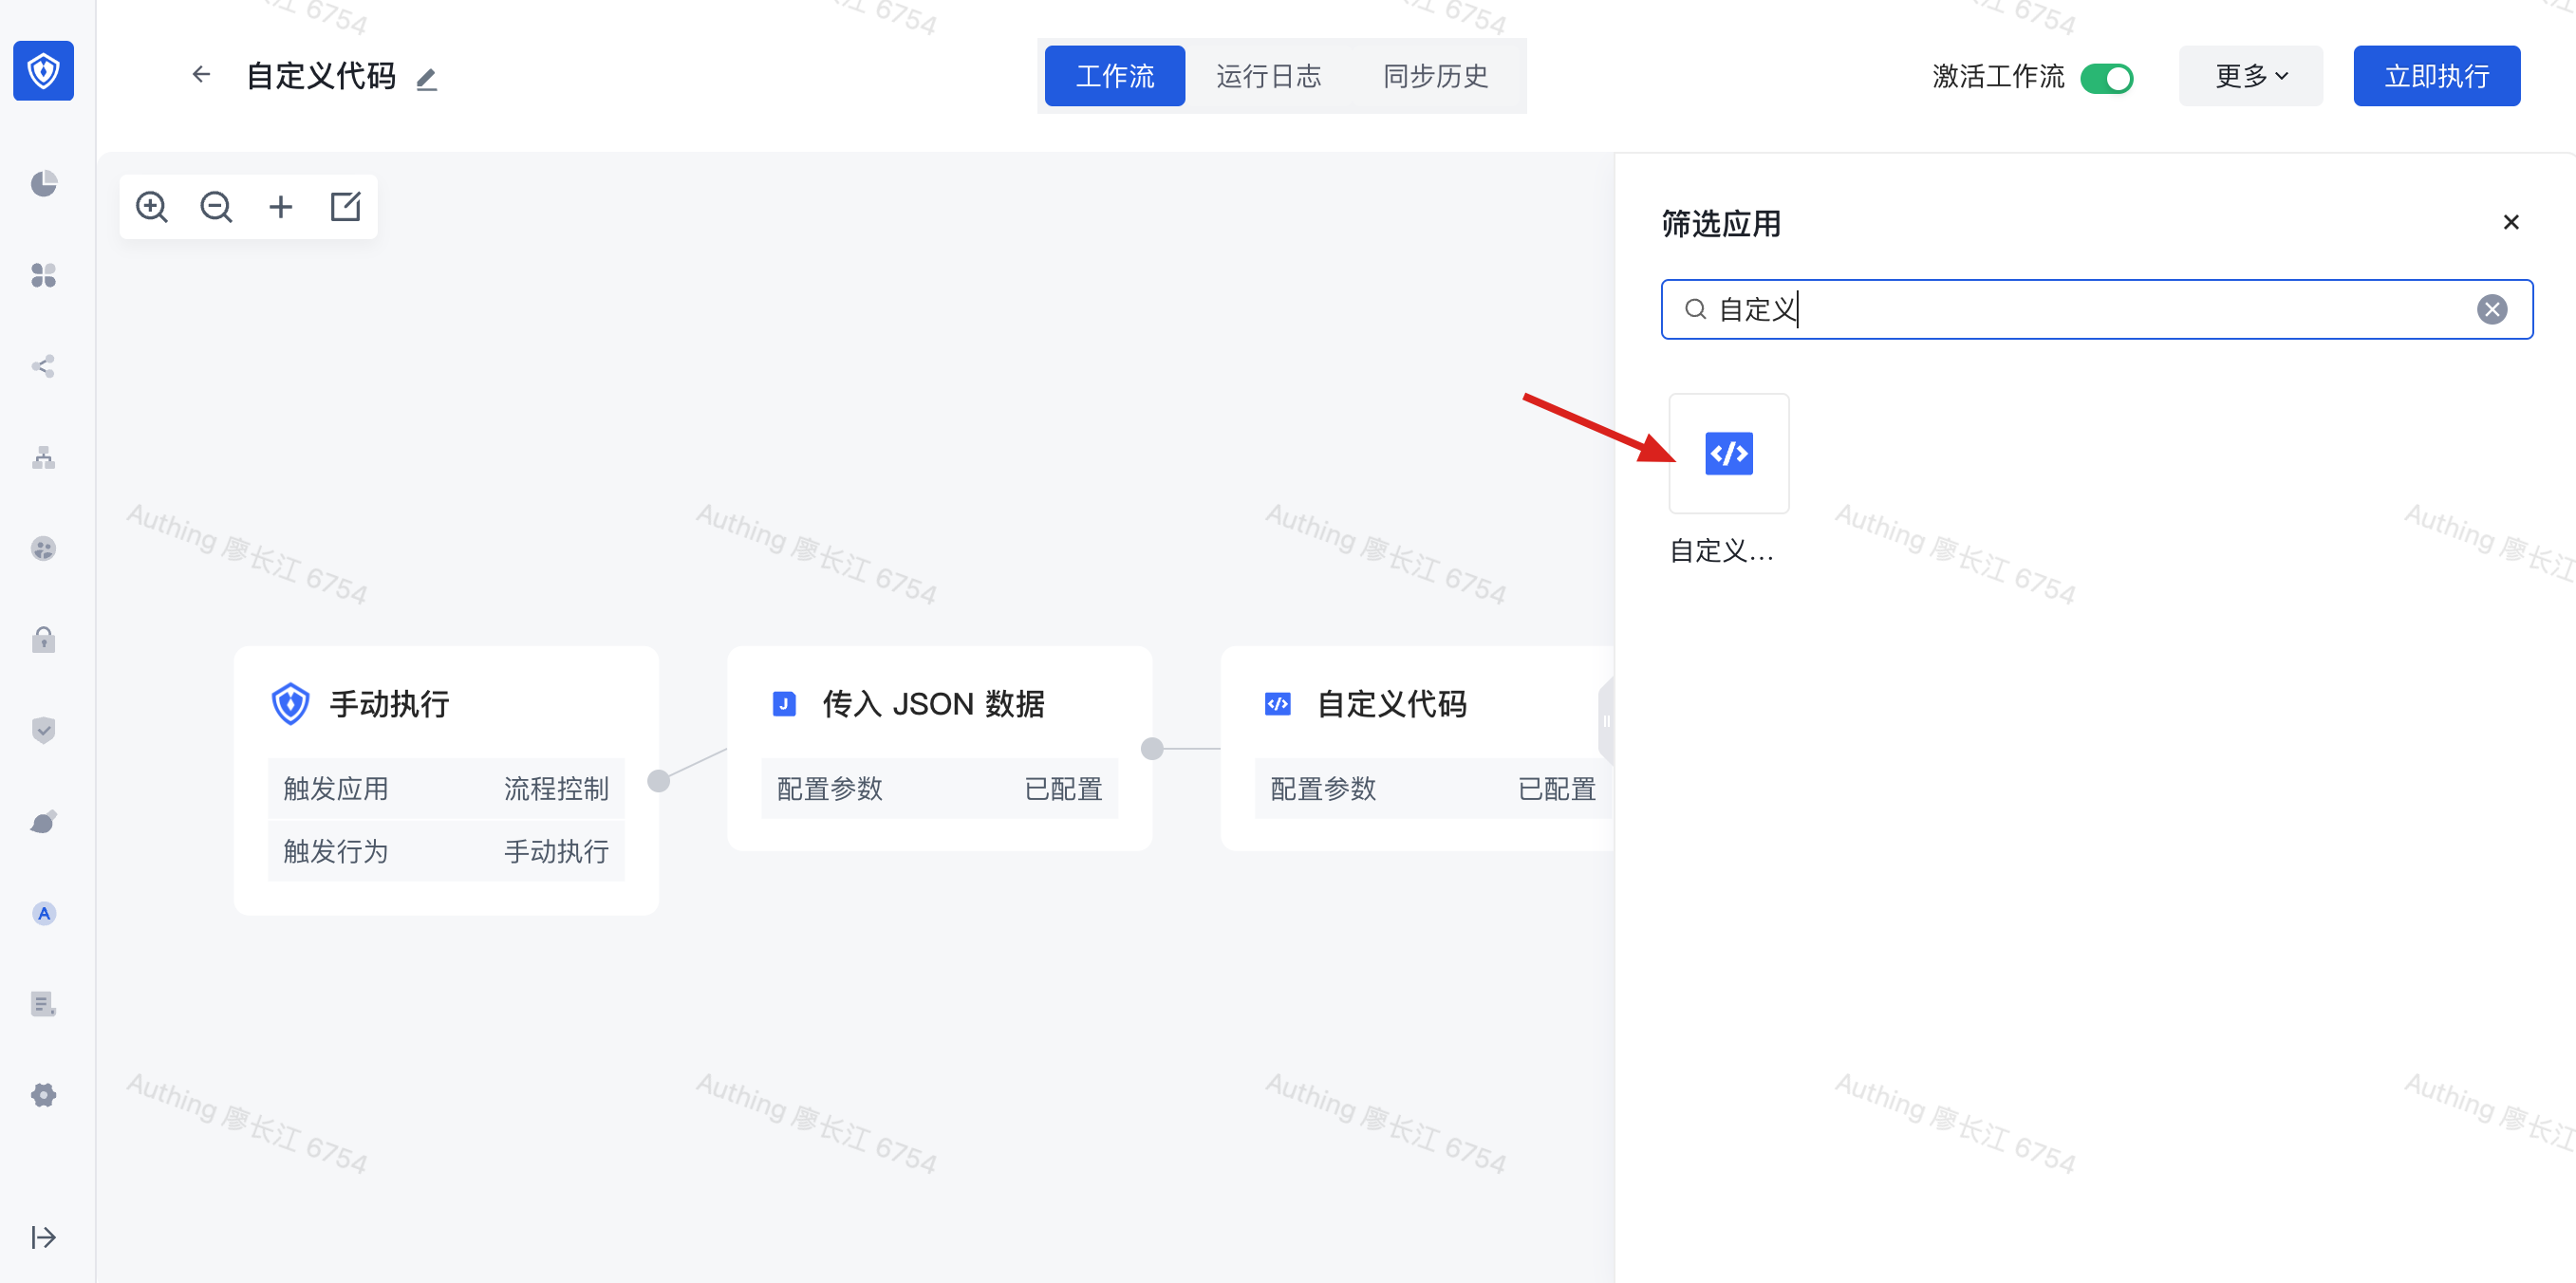 自定义代码
工作流 运行日志 同步历史
激活工作流 更多 立即执行
筛选应用
自定义
自定义...
手动执行
触发应用 流程控制
触发行为 手动执行
传入 JSON 数据
配置参数 已配置
自定义代码
配置参数 已配置
Authing 廖长江 6754
Authing 廖长江 6754
Authing 廖长江 6754
Authing 廖长江 6754
Authing 廖长江
Authing 廖长江 6754
Authing 廖长江 6754
Authing 廖长江 6754
Authing 廖长江 6754
Authing 廖长江